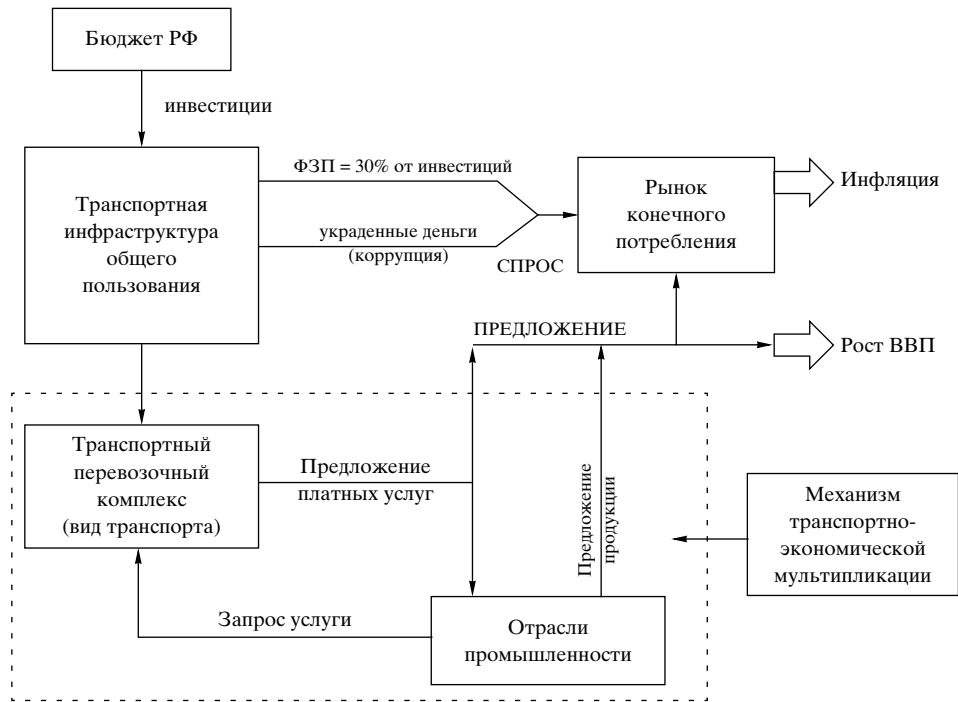 Бюджет РФ
инвестиции
Транспортная
инфраструктура
общего
пользования
ФЗП = 30% от инвестиций
украденные деньги
(коррупция)
СПРОС
Рынок
конечного
потребления
Инфляция
ПРЕДЛОЖЕНИЕ
Рост ВВП
Транспортный
перевозочный
комплекс
(вид транспорта)
Предложение
платных услуг
Предложение
продукции
Механизм
транспортно-
экономической
мультипликации
Запрос услуги
Отрасли
промышленности